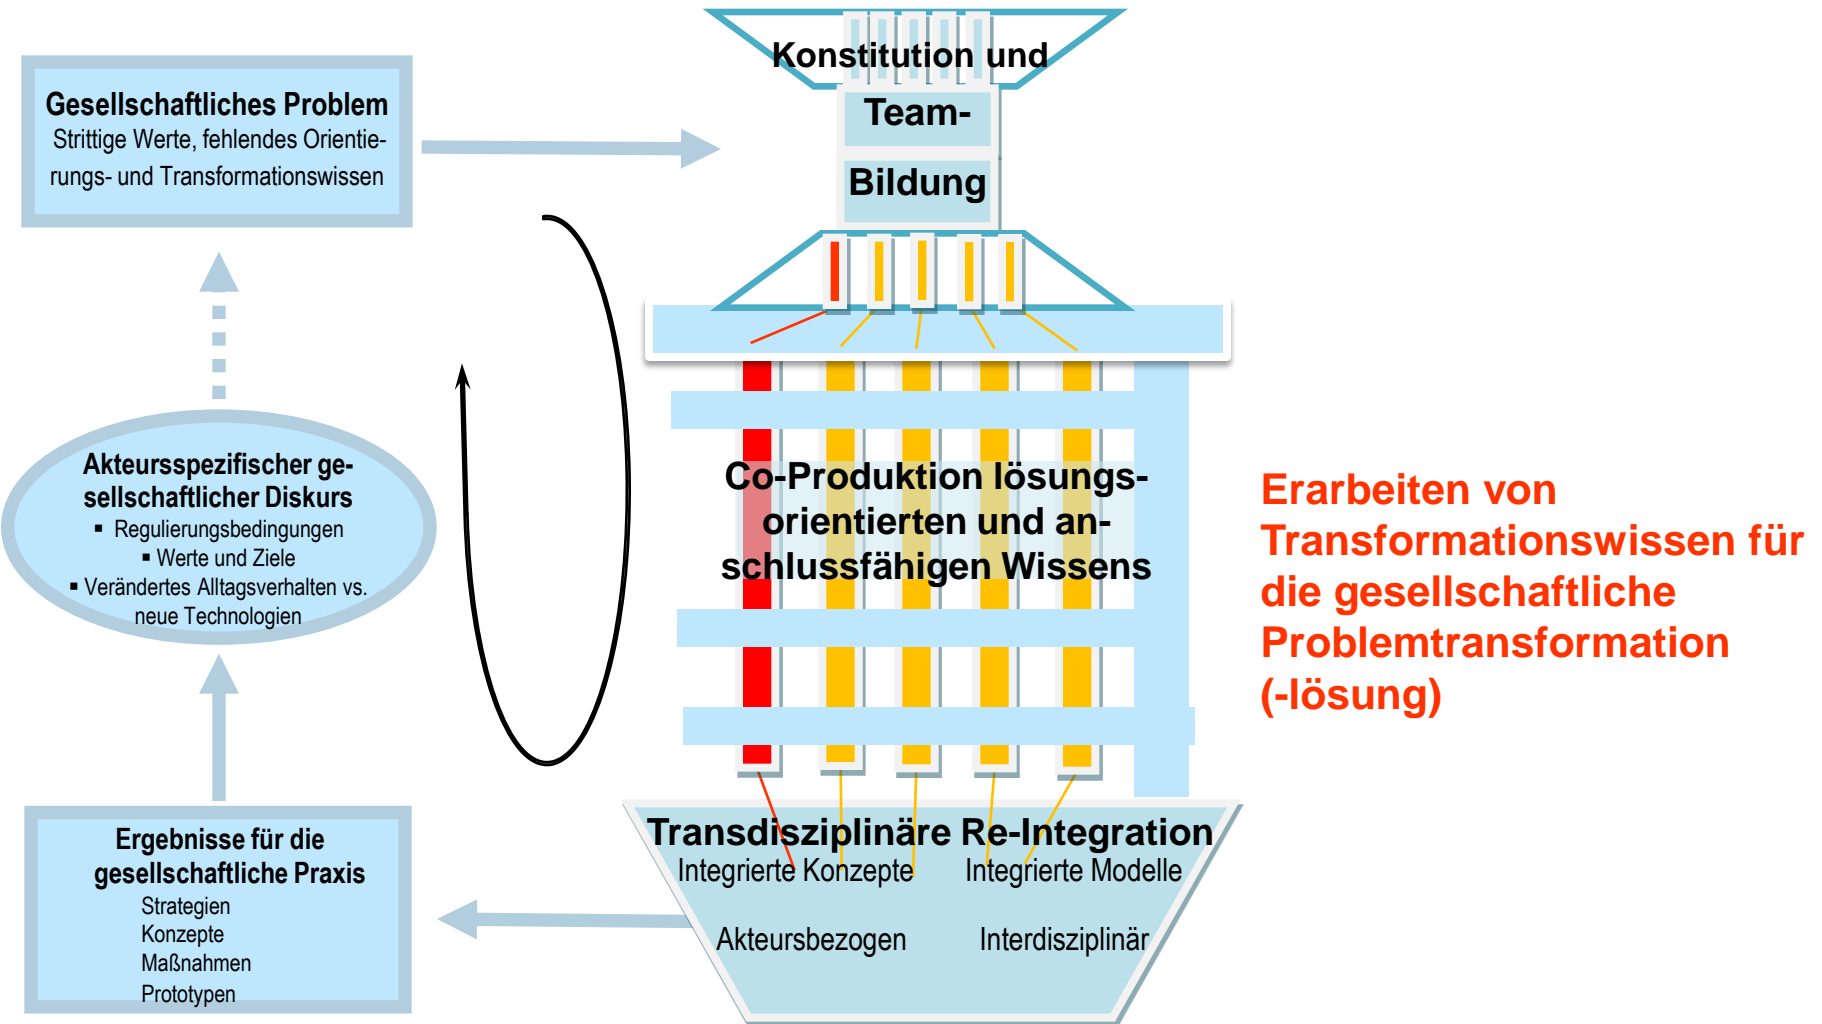 Gesellschaftliches Problem
Strittige Werte, fehlendes Orientie-
rungs- und Transformationswissen
Konstitution und
Team-
Bildung
Akteursspezifischer ge-
sellschaftlicher Diskurs
▪ Regulierungsbedingungen
▪ Werte und Ziele
▪ Verändertes Alltagsverhalten vs.
neue Technologien
Co-Produktion lösungs-
orientierten und an-
schlussfähigen Wissens
Erarbeiten von
Transformationswissen für
die gesellschaftliche
Problemtransformation
(-lösung)
Ergebnisse für die
gesellschaftliche Praxis
Strategien
Konzepte
Maßnahmen
Prototypen
Transdisziplinäre Re-Integration
Integrierte Konzepte Integrierte Modelle
Akteursbezogen Interdisziplinär